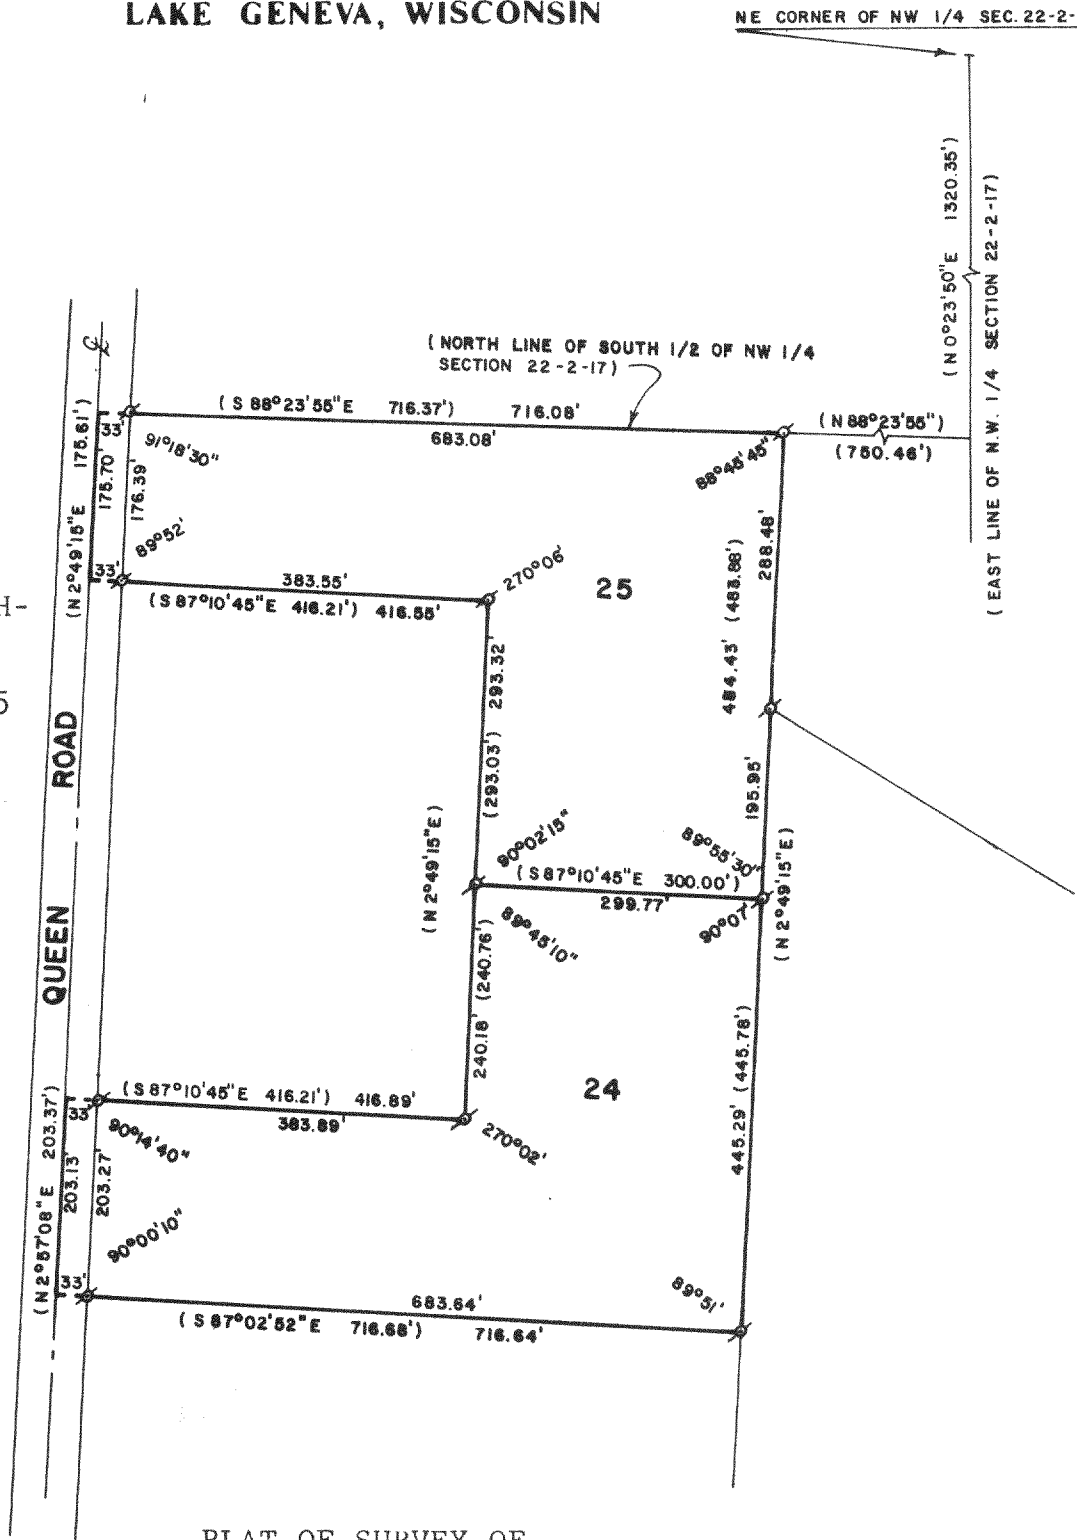 LAKE GENEVA, WISCONSIN
NE CORNER OF NW 1/4 SEC. 22-2-
(N 0°23'50"E 1320.35')
(EAST LINE OF N.W. 1/4 SECTION 22-2-17)
(NORTH LINE OF SOUTH 1/2 OF NW 1/4
SECTION 22-2-17)
(S 88°23'55"E 716.37') 716.08'
683.08'
(N 88°23'55")
(750.46')
33'
91°18'30"
88°45'45"
(N 2°49'15"E 175.61')
175.70'
176.39'
89°52'
33'
383.55'
(S 87°10'45"E 416.21') 416.55'
270°06'
25
288.48'
484.43' (483.88')
H-
5
293.32'
(293.03')
195.95'
QUEEN ROAD
(N 2°49'15"E)
90°02'15"
89°55'30"
(S 87°10'45"E 300.00')
299.77'
(N 2°49'15"E)
89°45'10"
90°07'
240.18' (240.76')
24
445.29' (445.78')
(S 87°10'45"E 416.21') 416.89'
383.89'
33'
90°14'40"
270°02'
(N 2°57'08"E 203.37')
203.13'
203.27'
90°00'10"
33'
89°51'
683.64'
(S 87°02'52"E 716.68') 716.64'
PLAT OF SURVEY OF